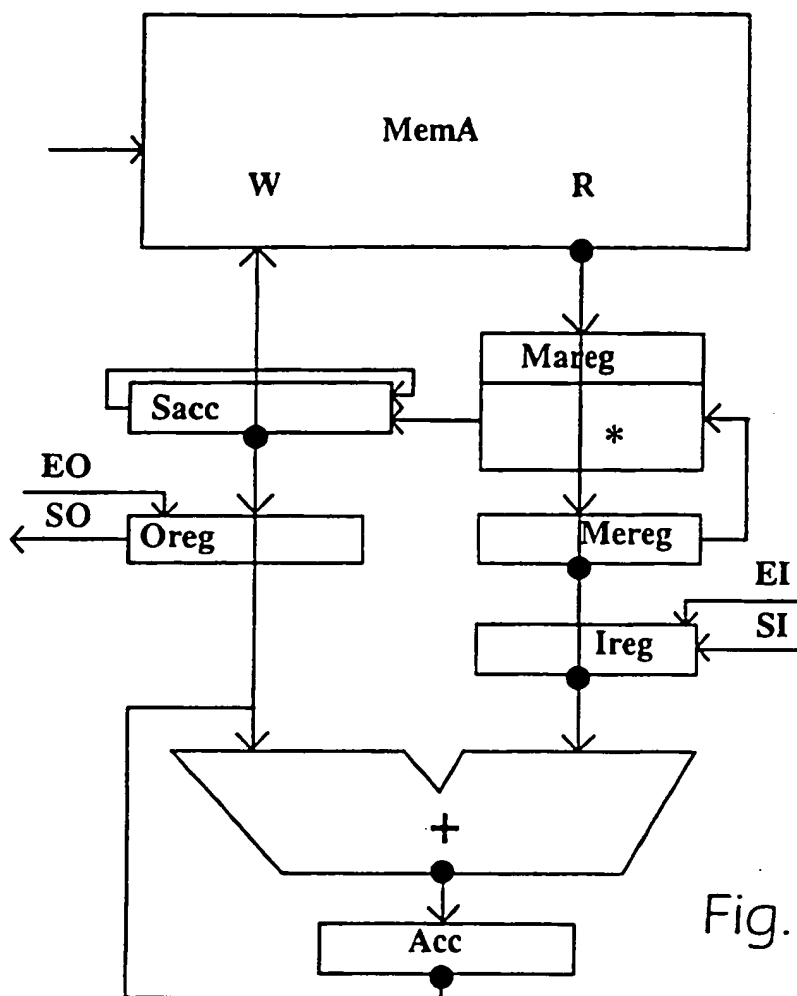 MemA
W R
Mareg
Sacc
*
EO
SO
Oreg
Mereg
EI
SI
Ireg
+
Acc
Fig.